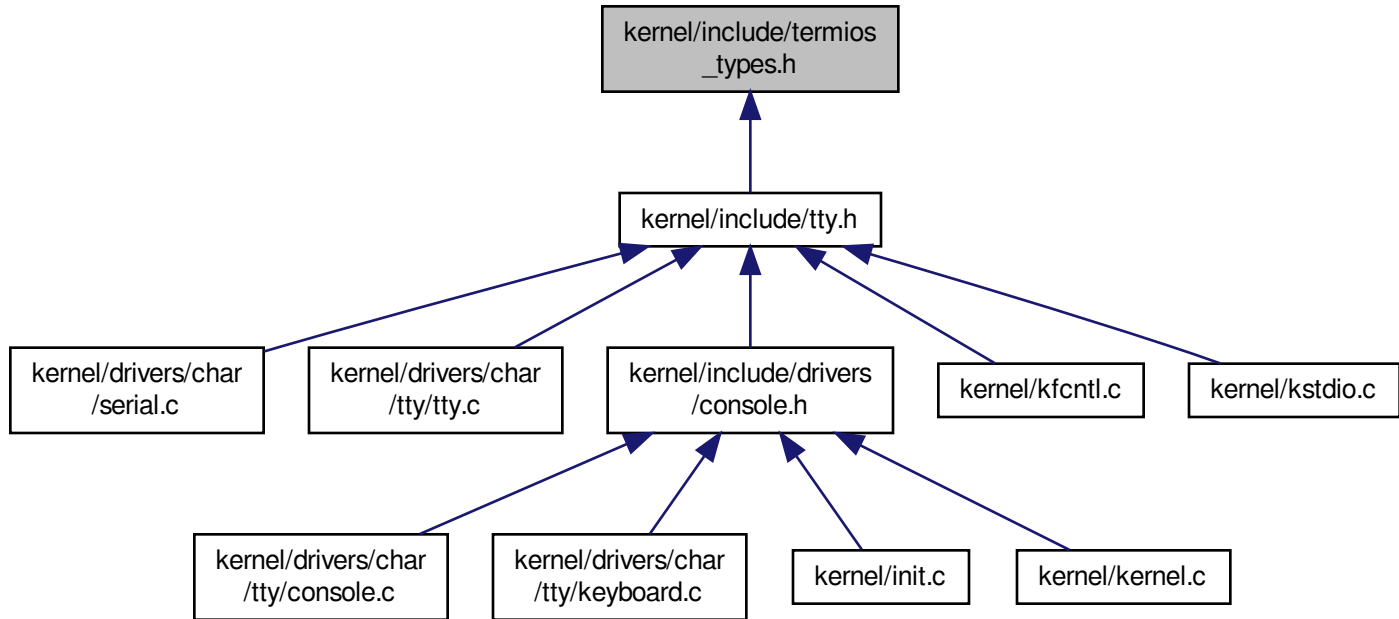 kernel/include/termios
_types.h
kernel/include/tty.h
kernel/drivers/char
/serial.c
kernel/drivers/char
/tty/tty.c
kernel/include/drivers
/console.h
kernel/kfcntl.c
kernel/kstdio.c
kernel/drivers/char
/tty/console.c
kernel/drivers/char
/tty/keyboard.c
kernel/init.c
kernel/kernel.c